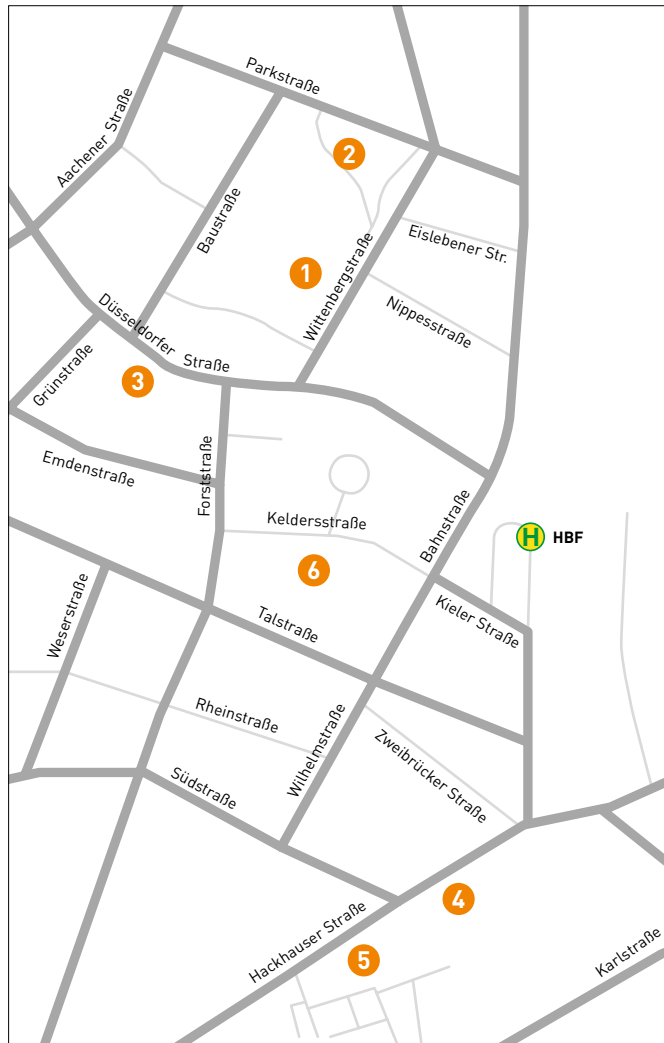 Parkstraße
Aachener Straße
2
Baustraße
Eislebener Str.
1
Wittenbergstraße
Nippesstraße
Düsseldorfer Straße
Grünstraße
3
Forststraße
Emdenstraße
Keldersstraße
Bahnstraße
H HBF
6
Weserstraße
Talstraße
Kieler Straße
Rheinstraße
Wilhelmstraße
Zweibrücker Straße
Südstraße
4
Hackhauser Straße
5
Karlstraße